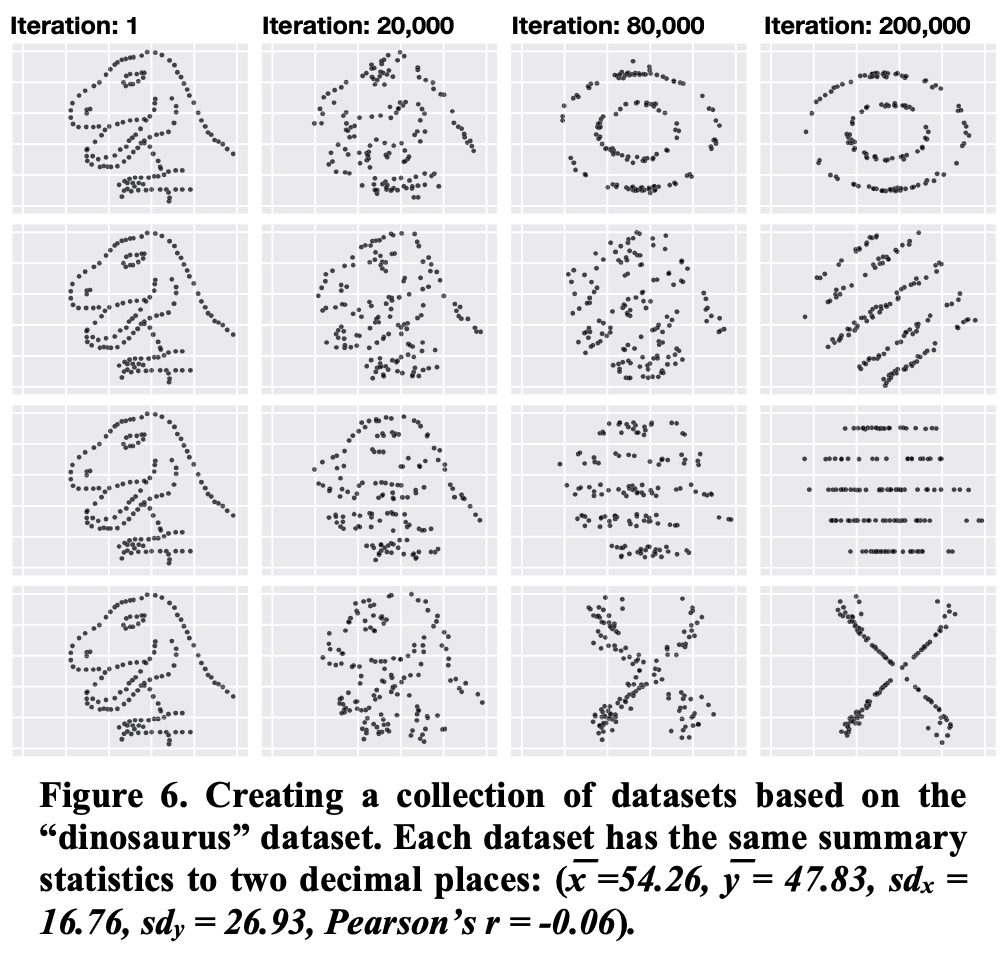 Iteration: 1 Iteration: 20,000 Iteration: 80,000 Iteration: 200,000
Figure 6. Creating a collection of datasets based on the
“dinosaurus” dataset. Each dataset has the same summary
statistics to two decimal places: (x̅ =54.26, y̅ = 47.83, sdₓ =
16.76, sdᵧ = 26.93, Pearson’s r = -0.06).